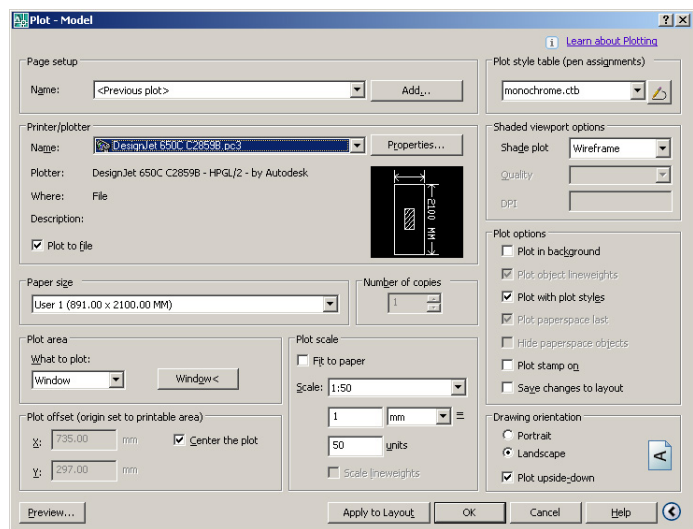 Plot - Model
Learn about Plotting
Page setup
Name: <Previous plot> Add...
Plot style table (pen assignments)
monochrome.ctb
Printer/plotter
Name: DesignJet 650C C2859B.pc3 Properties...
Plotter: DesignJet 650C C2859B - HPGL/2 - by Autodesk
Where: File
Description:
Plot to file
2100 MM
Shaded viewport options
Shade plot Wireframe
Quality
DPI
Paper size
User 1 (891.00 x 2100.00 MM)
Number of copies
1
Plot options
Plot in background
Plot object lineweights
Plot with plot styles
Plot paperspace last
Hide paperspace objects
Plot stamp on
Save changes to layout
Plot area
What to plot:
Window Window<
Plot scale
Fit to paper
Scale: 1:50
1 mm =
50 units
Scale lineweights
Plot offset (origin set to printable area)
X: 735.00 mm Center the plot
Y: 297.00 mm
Drawing orientation
Portrait
Landscape
A
Plot upside-down
Preview... Apply to Layout OK Cancel Help